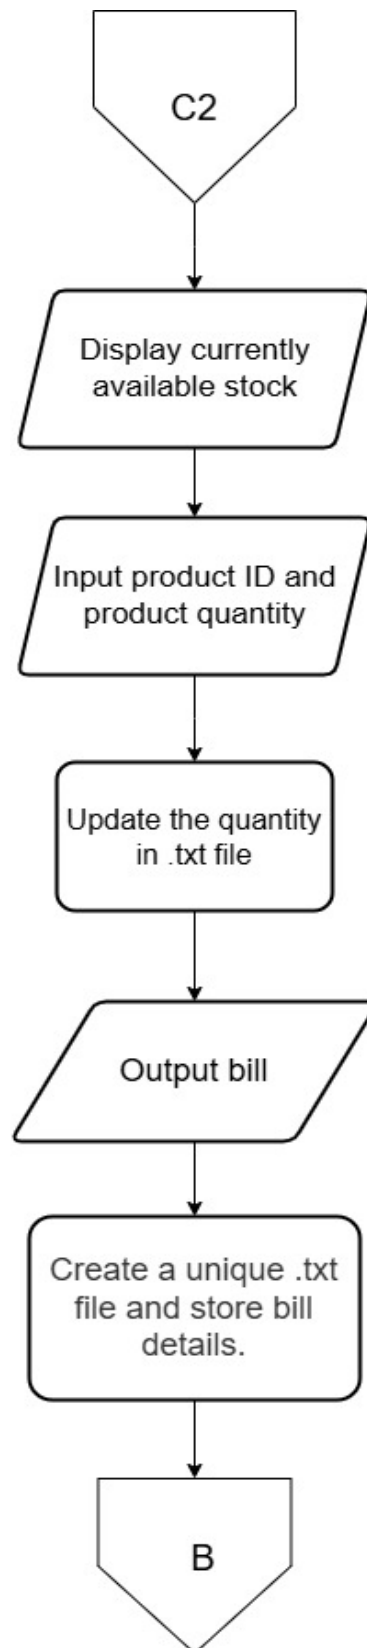 C2
Display currently
available stock
Input product ID and
product quantity
Update the quantity
in .txt file
Output bill
Create a unique .txt
file and store bill
details.
B